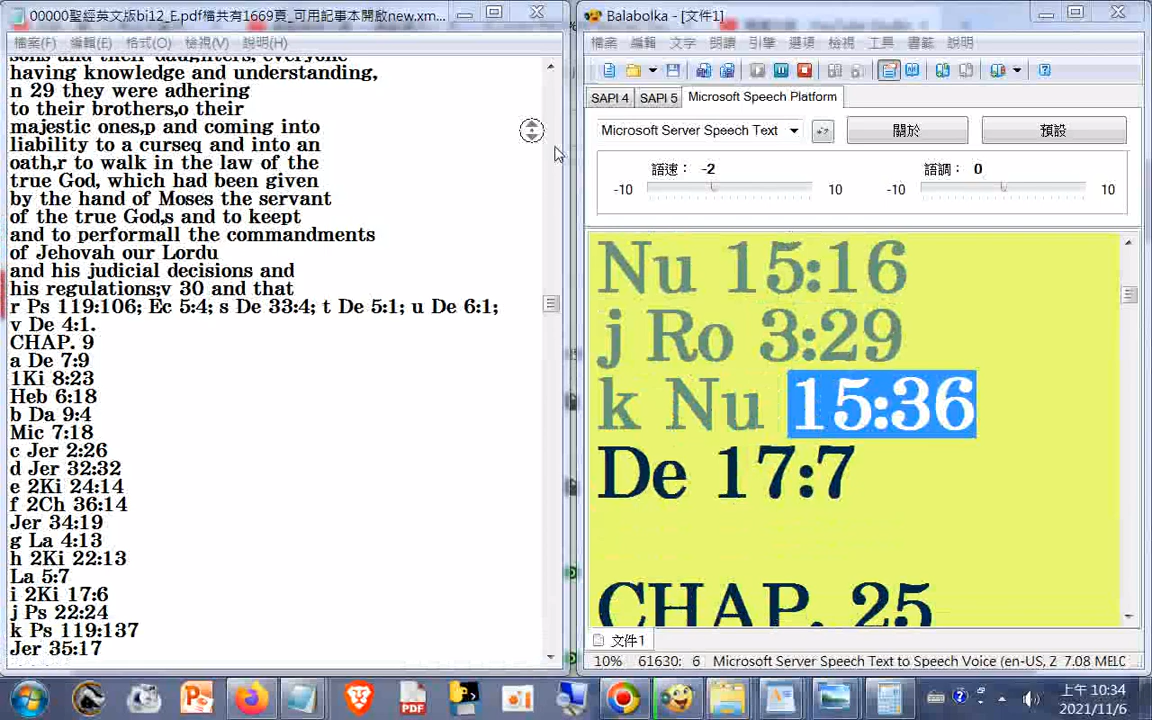 00000聖經英文版bi12_E.pdf檔共有1669頁_可用記事本開啟new.xm...
檔案(F) 編輯(E) 格式(O) 檢視(V) 說明(H)
sons and their daughters, everyone
having knowledge and understanding,
n 29 they were adhering
to their brothers,o their
majestic ones,p and coming into
liability to a curseq and into an
oath,r to walk in the law of the
true God, which had been given
by the hand of Moses the servant
of the true God,s and to keept
and to performall the commandments
of Jehovah our Lordu
and his judicial decisions and
his regulations;v 30 and that
r Ps 119:106; Ec 5:4; s De 33:4; t De 5:1; u De 6:1;
v De 4:1.
CHAP. 9
a De 7:9
1Ki 8:23
Heb 6:18
b Da 9:4
Mic 7:18
c Jer 2:26
d Jer 32:32
e 2Ki 24:14
f 2Ch 36:14
Jer 34:19
g La 4:13
h 2Ki 22:13
La 5:7
i 2Ki 17:6
j Ps 22:24
k Ps 119:137
Jer 35:17
Balabolka - [文件1]
檔案 編輯 文字 朗讀 引擎 選項 檢視 工具 書籤 說明
SAPI 4 SAPI 5 Microsoft Speech Platform
Microsoft Server Speech Text 關於 預設
語速： -2 語調： 0
-10 10 -10 10
Nu 15:16
j Ro 3:29
k Nu 15:36
De 17:7
CHAP. 25
文件1
10% 61630: 6 Microsoft Server Speech Text to Speech Voice (en-US, Z 7.08 MELC
PDF
上午 10:34
2021/11/6